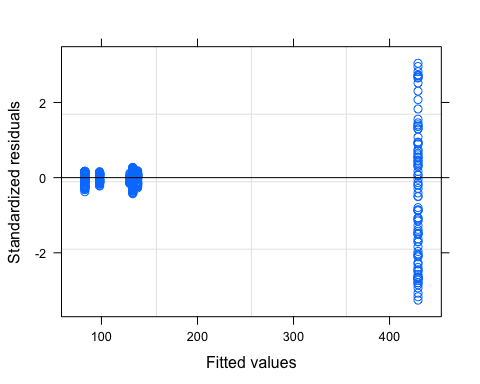 Standardized residuals
2
0
-2
100 200 300 400
Fitted values